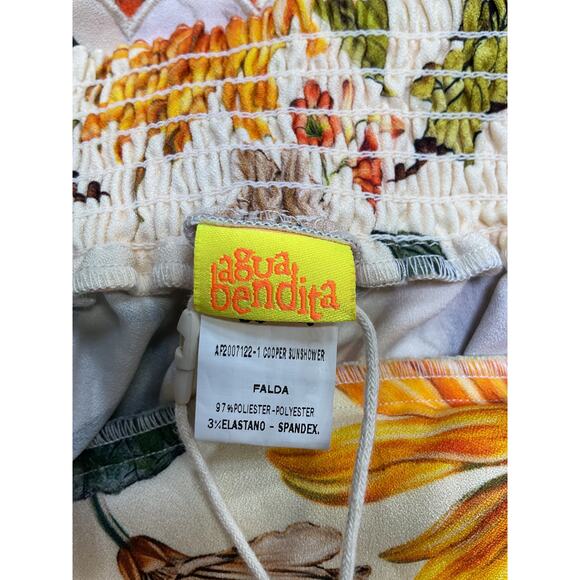 agua
bendita
AF2007122-1 COOPER SUNSHOWER
FALDA
97%POLIESTER-POLYESTER
3%ELASTANO - SPANDEX.